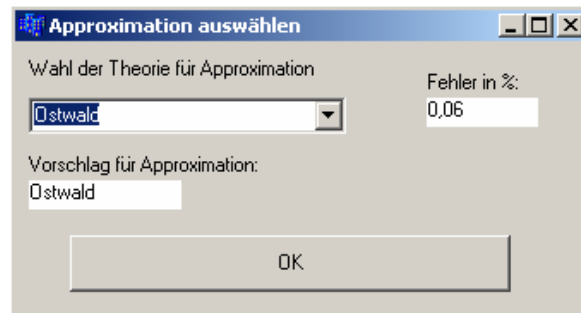 Approximation auswählen
Wahl der Theorie für Approximation
Fehler in %:
Ostwald
0,06
Vorschlag für Approximation:
Ostwald
OK